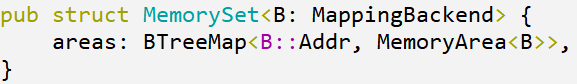 pub struct MemorySet<B: MappingBackend> {
    areas: BTreeMap<B::Addr, MemoryArea<B>>,
}